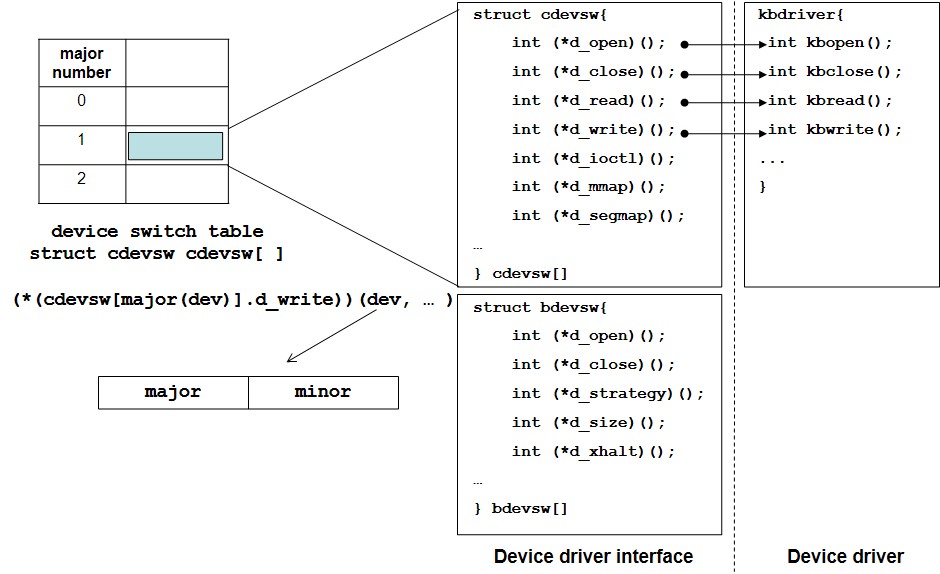 major
number
0
1
2
device switch table
struct cdevsw cdevsw[ ]
(*(cdevsw[major(dev)].d_write))(dev, … )
major minor
struct cdevsw{
int (*d_open)();
int (*d_close)();
int (*d_read)();
int (*d_write)();
int (*d_ioctl)();
int (*d_mmap)();
int (*d_segmap)();
…
} cdevsw[]
struct bdevsw{
int (*d_open)();
int (*d_close)();
int (*d_strategy)();
int (*d_size)();
int (*d_xhalt)();
…
} bdevsw[]
Device driver interface
kbdriver{
int kbopen();
int kbclose();
int kbread();
int kbwrite();
...
}
Device driver